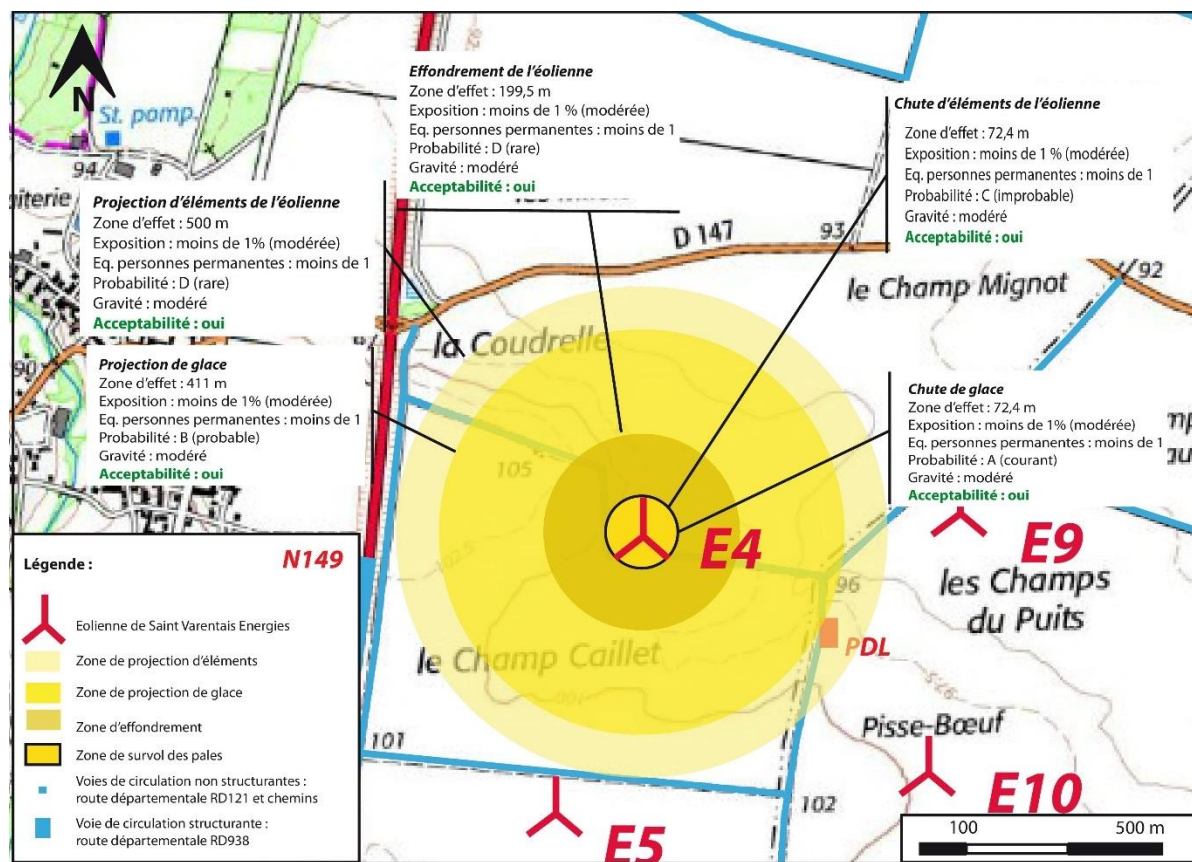 N
St. pomp.
94
92
Effondrement de l'éolienne
Zone d'effet : 199,5 m
Exposition : moins de 1 % (modérée)
Eq. personnes permanentes : moins de 1
Probabilité : D (rare)
Gravité : modéré
Acceptabilité : oui
Chute d'éléments de l'éolienne
Zone d'effet : 72,4 m
Exposition : moins de 1 % (modérée)
Eq. personnes permanentes : moins de 1
Probabilité : C (improbable)
Gravité : modéré
Acceptabilité : oui
Projection d'éléments de l'éolienne
Zone d'effet : 500 m
Exposition : moins de 1% (modérée)
Eq. personnes permanentes : moins de 1
Probabilité : D (rare)
Gravité : modéré
Acceptabilité : oui
D 147
93
92
le Champ Mignot
la Coudrelle
90
Projection de glace
Zone d'effet : 411 m
Exposition : moins de 1% (modérée)
Eq. personnes permanentes : moins de 1
Probabilité : B (probable)
Gravité : modéré
Acceptabilité : oui
Chute de glace
Zone d'effet : 72,4 m
Exposition : moins de 1% (modérée)
Eq. personnes permanentes : moins de 1
Probabilité : A (courant)
Gravité : modéré
Acceptabilité : oui
105
102,5
E4
E9
96
les Champs
du Puits
PDL
97,5
le Champ Caillet
100
Pisse-Bœuf
101
102
E5
E10
Légende :
N149
Eolienne de Saint Varentais Energies
Zone de projection d'éléments
Zone de projection de glace
Zone d'effondrement
Zone de survol des pales
Voies de circulation non structurantes :
route départementale RD121 et chemins
Voie de circulation structurante :
route départementale RD938
100
500 m